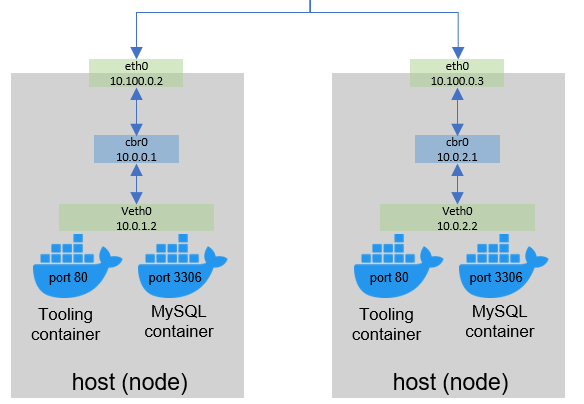 eth0
10.100.0.2
cbr0
10.0.0.1
Veth0
10.0.1.2
port 80
port 3306
Tooling
container
MySQL
container
host (node)
eth0
10.100.0.3
cbr0
10.0.2.1
Veth0
10.0.2.2
port 80
port 3306
Tooling
container
MySQL
container
host (node)